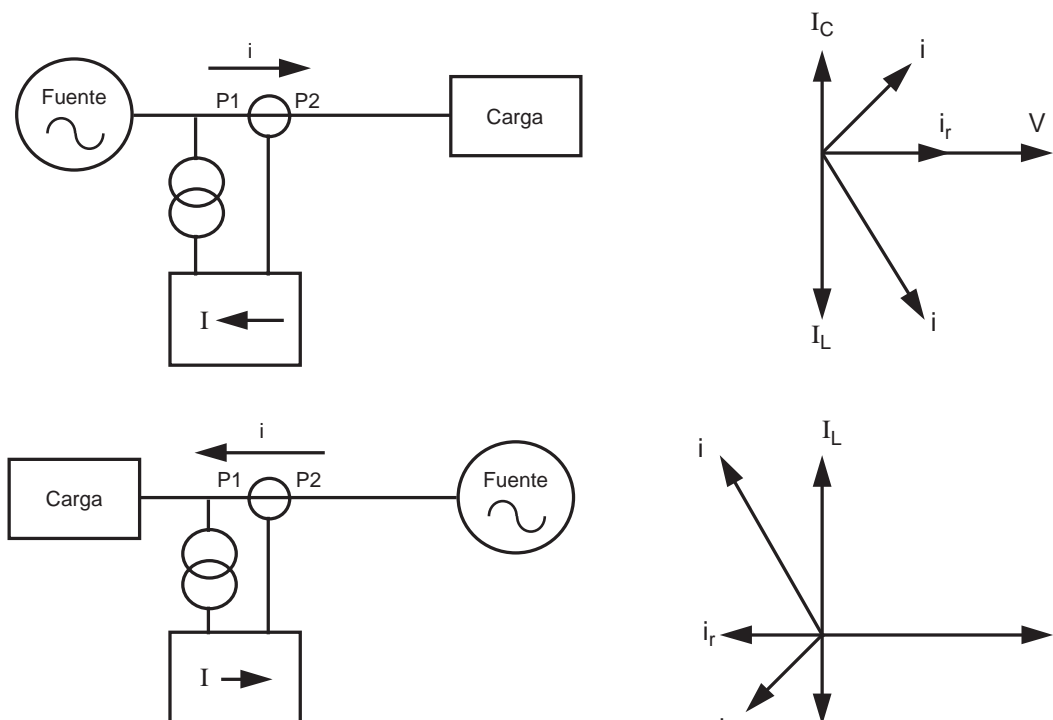 i
Fuente
P1 P2
Carga
I
I_C
i
i_r V
i
I_L
i
Carga
P1 P2
Fuente
I
I_L
i
i_r